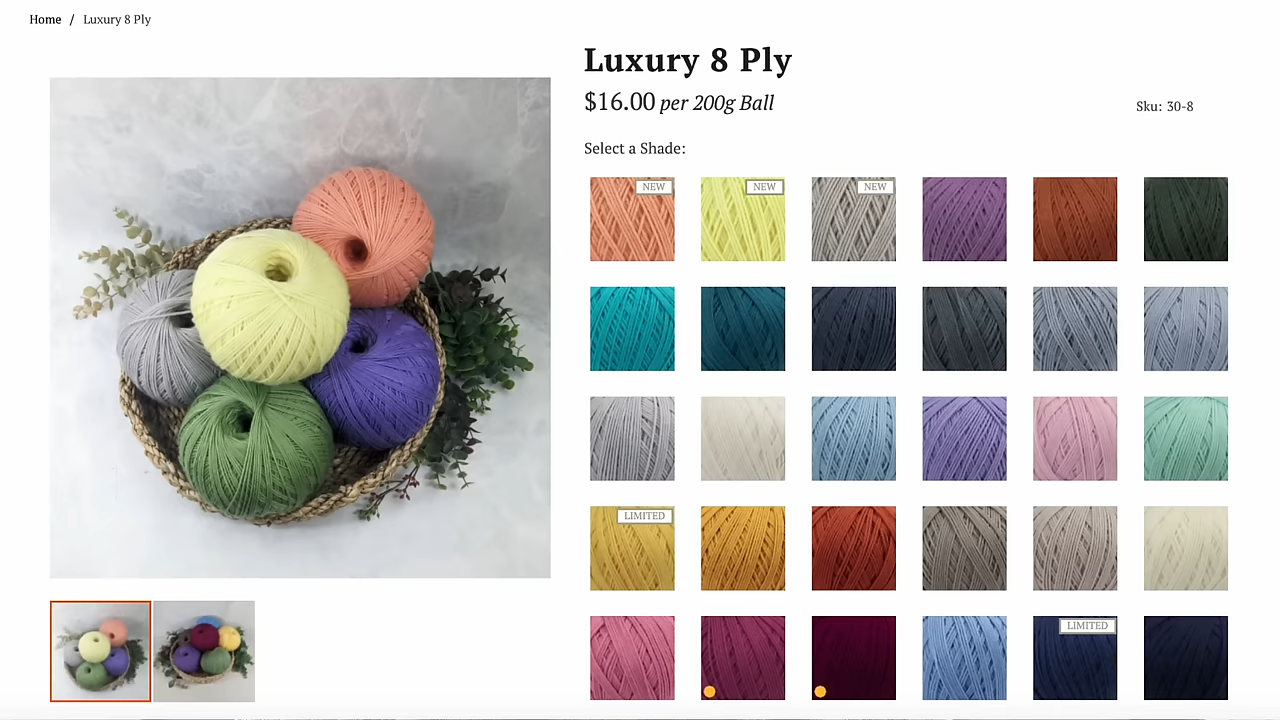 Home / Luxury 8 Ply
Luxury 8 Ply
$16.00 per 200g Ball
Sku: 30-8
Select a Shade:
NEW
NEW
NEW
LIMITED
LIMITED